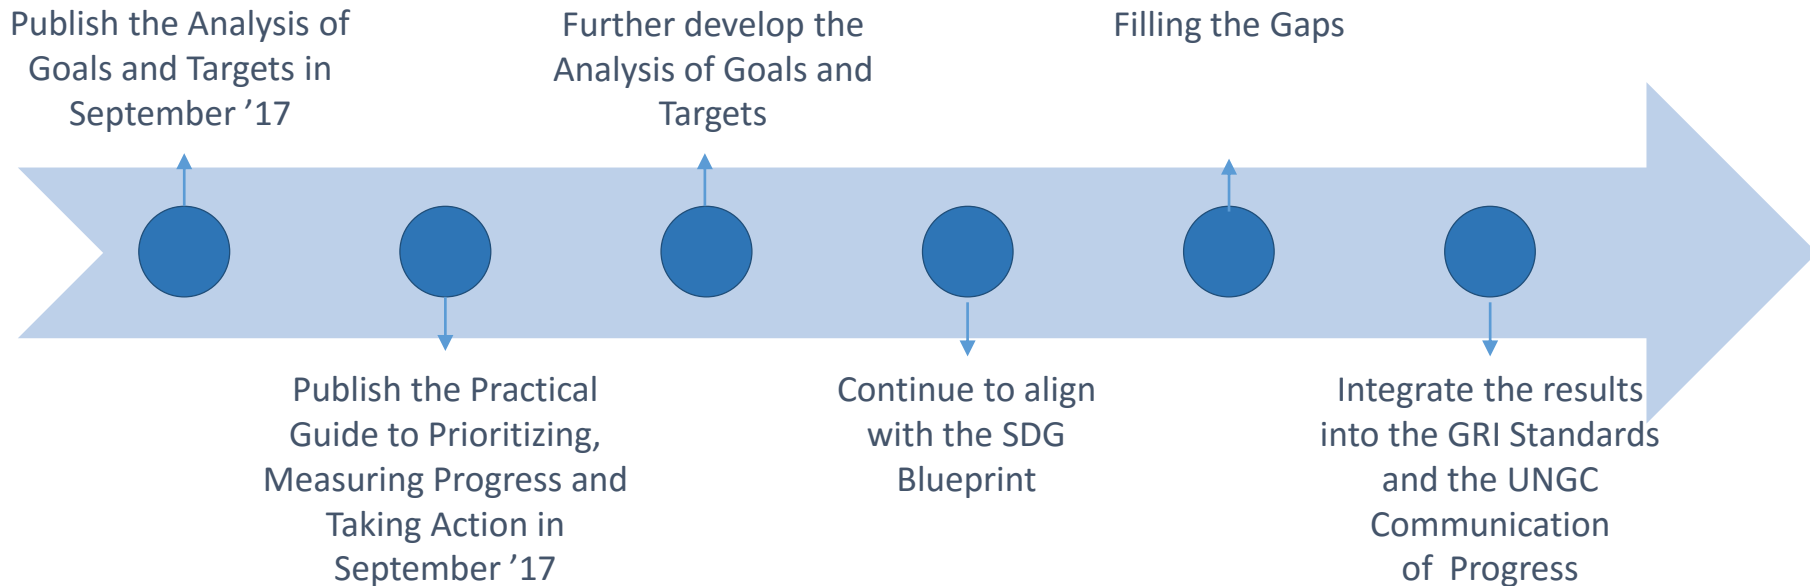 Publish the Analysis of
Goals and Targets in
September ’17
Publish the Practical
Guide to Prioritizing,
Measuring Progress and
Taking Action in
September ’17
Further develop the
Analysis of Goals and
Targets
Continue to align
with the SDG
Blueprint
Filling the Gaps
Integrate the results
into the GRI Standards
and the UNGC
Communication
of Progress